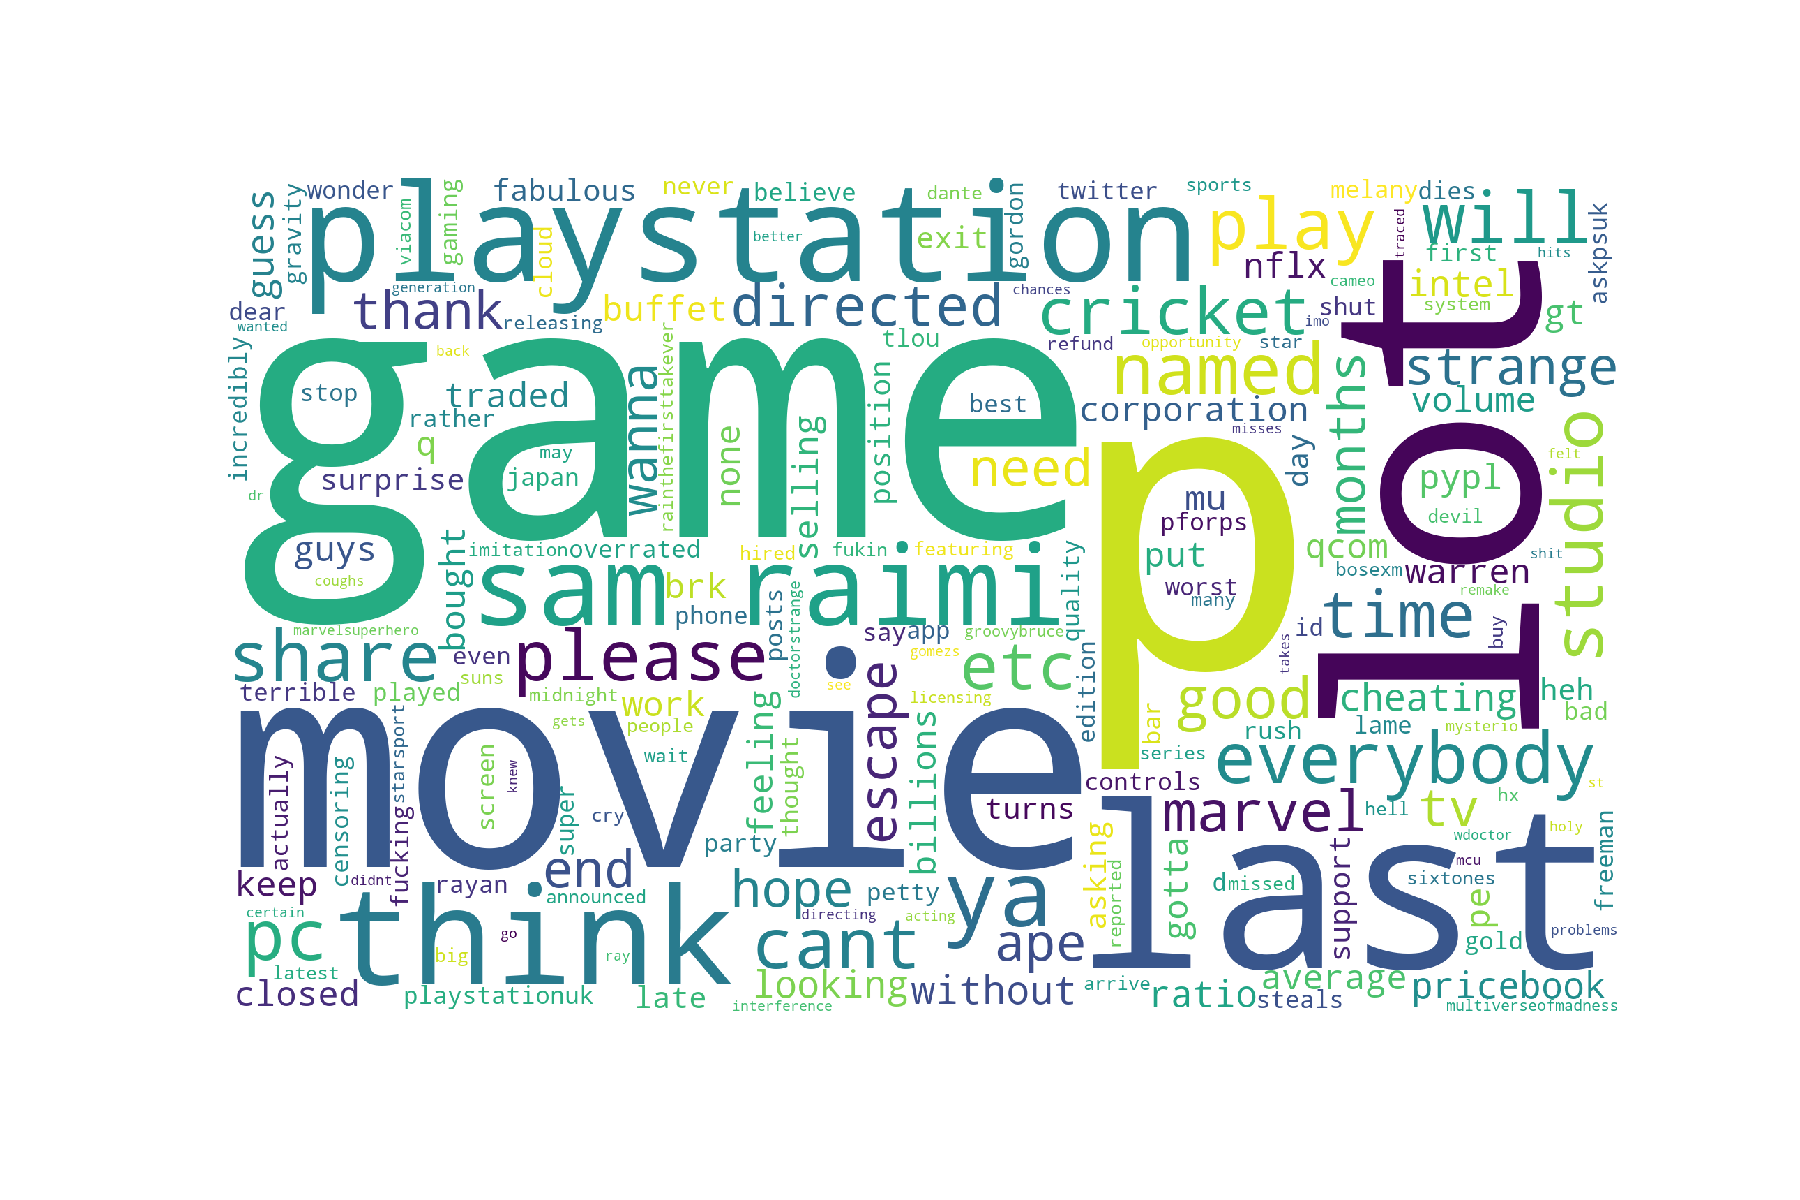 wonder
fabulous
never
believe
dante
twitter
sports
melany
dies
will
guess
gravity
viacom
gaming
playstation
cloud
better
exit
gordon
play
traced
first
hits
askpsuk
nflx
generation
chances
cameo
intel
system
gt
dear
wanted
thank
releasing
buffet
directed
cricket
imo
shut
lot
incredibly
back
rainthefirsttakever
tlou
refund
opportunity
star
game
stop
rather
traded
wanna
position
best
named
corporation
months
strange
volume
misses
q
may
none
selling
need
day
studio
felt
dr
surprise
japan
mu
p
pforps
pypl
devil
guys
coughs
bought
imitation
overrated
hired
fukin
featuring
quality
put
qcom
bosexm
warren
shit
sam raimi
brk
phone
posts
worst
many
remake
marvelsuperhero
doctorstrange
groovybruce
id
time
buy
share
even
suns
please
say
app
gomezs
etc
takes
terrible
played
midnight
work
see
escape
licensing
edition
good
cheating
heh
bad
movie
gets
people
wait
feeling
thought
billions
bar
rush
series
lame
mysterio
everybody
actually
censoring
starsport
screen
knew
super
cry
turns
controls
marvel
hell
tv
hx
st
fucking
party
last
wdoctor
holy
keep
didnt
rayan
end
announced
hope
petty
ya
asking
reported
gotta
d
missed
support
mcu
sixtones
pe
freeman
certain
pc
think
go
directing
acting
cant
ape
gold
problems
latest
big
ray
looking
without
arrive
average
closed
playstationuk
late
interference
ratio
steals
pricebook
multiverseofmadness